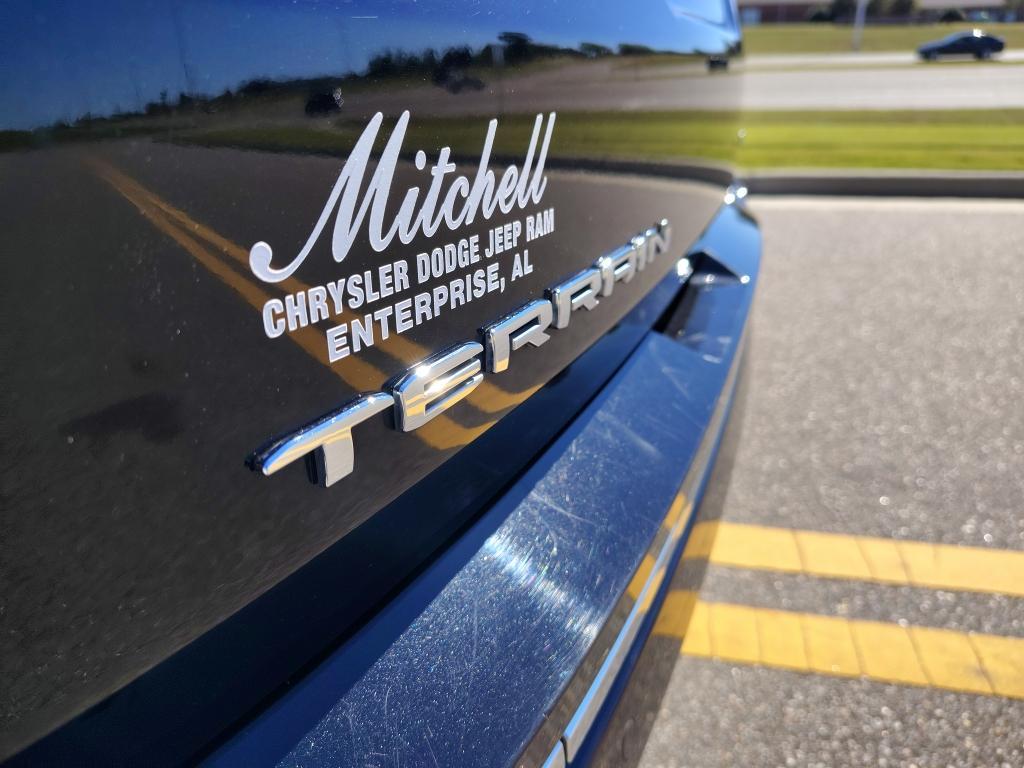 Mitchell
CHRYSLER DODGE JEEP RAM
ENTERPRISE, AL
TERRAIN